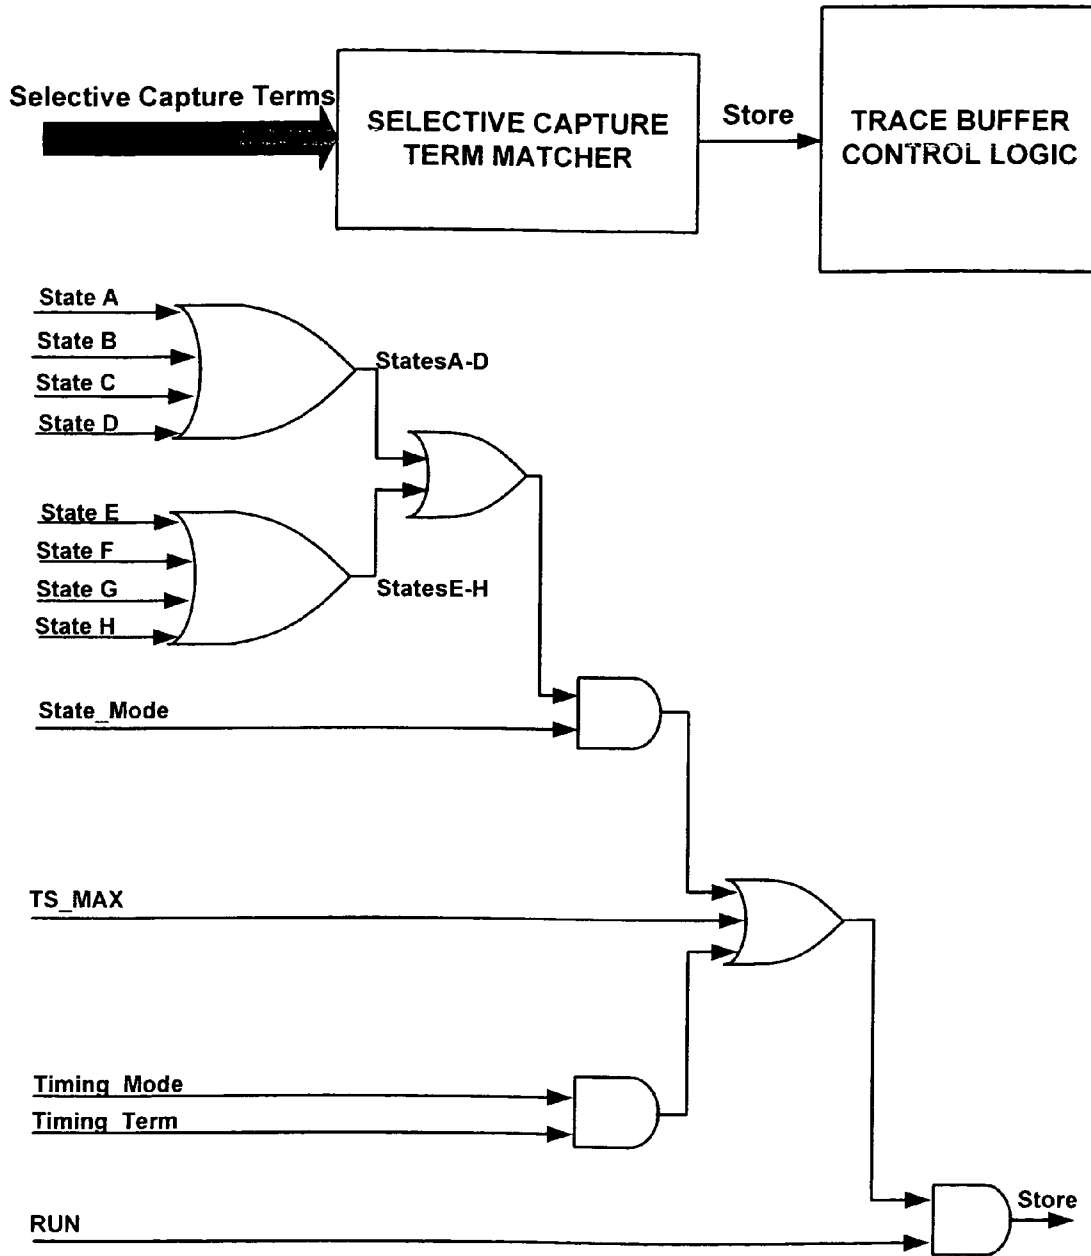 Selective Capture Terms
SELECTIVE CAPTURE
TERM MATCHER
Store
TRACE BUFFER
CONTROL LOGIC
State A
State B
State C
State D
StatesA-D
State E
State F
State G
State H
StatesE-H
State_Mode
TS_MAX
Timing_Mode
Timing_Term
RUN
Store